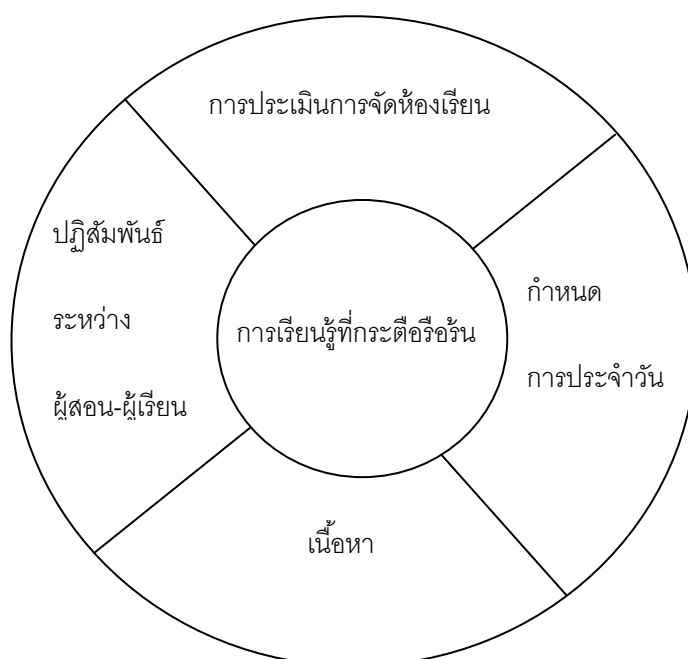 การประเมินการจัดห้องเรียน
ปฏิสัมพันธ์
ระหว่าง
ผู้สอน-ผู้เรียน
การเรียนรู้ที่กระตือรือร้น
กำหนด
การประจำวัน
เนื้อหา